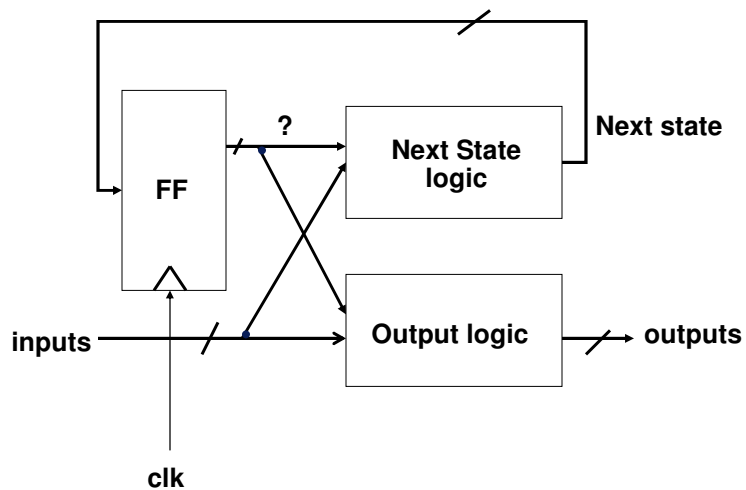 ?
Next state
Next State
logic
FF
inputs
Output logic
outputs
clk